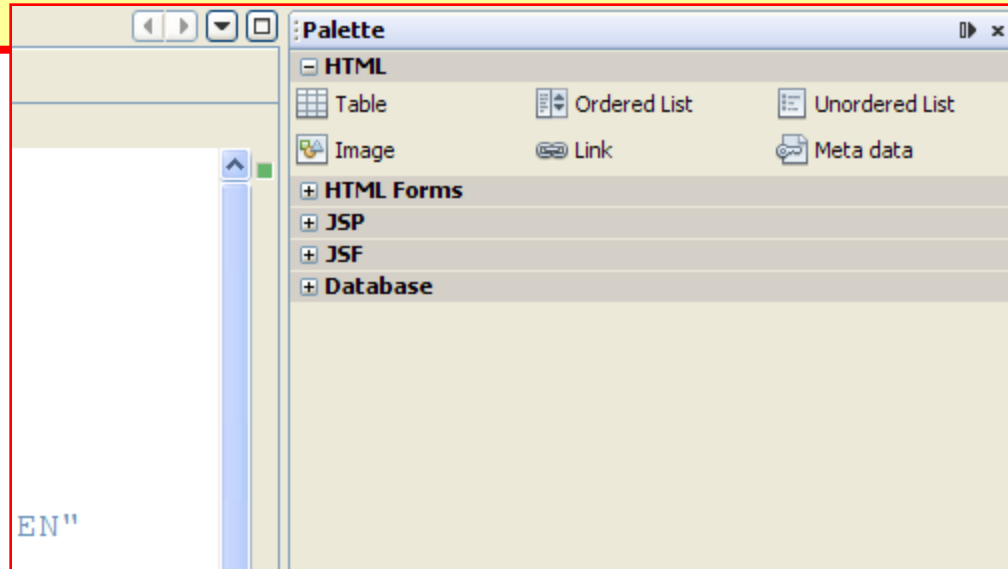 Palette
HTML
Table Ordered List Unordered List
Image Link Meta data
HTML Forms
JSP
JSF
Database
EN"